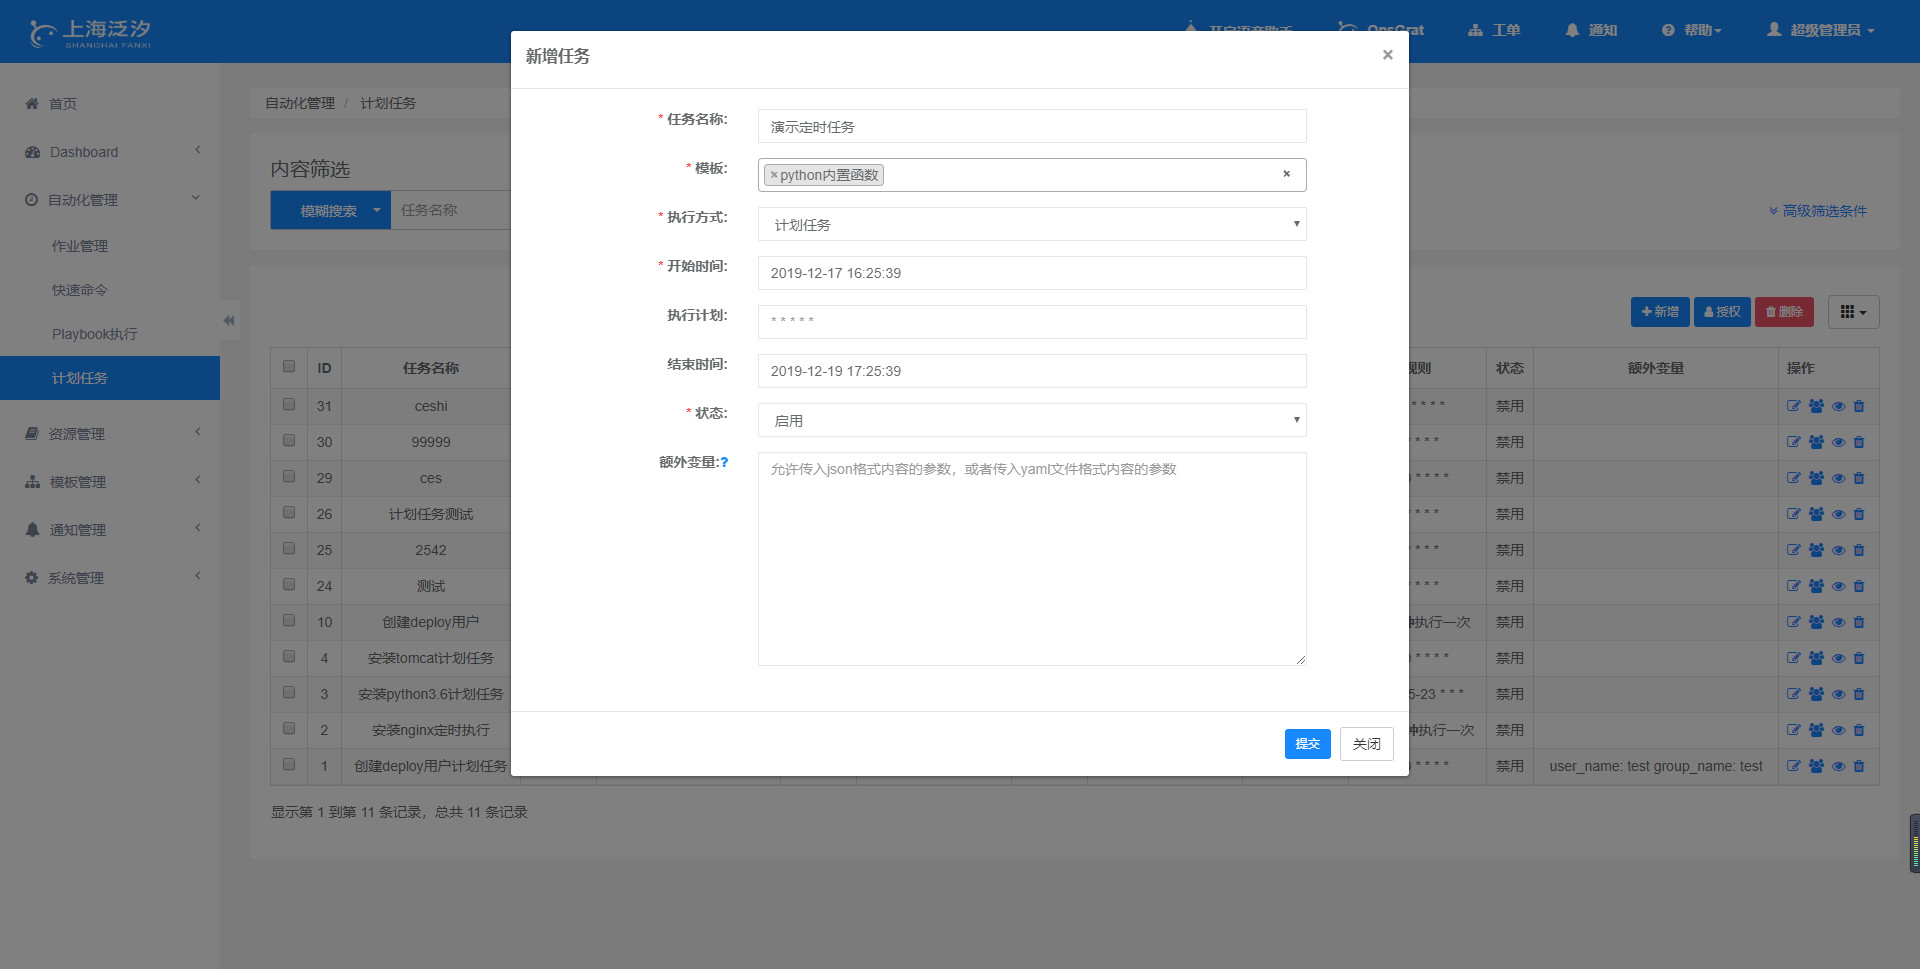 上海泛汐
SHANGHAI FANXI
工单
通知
帮助
超级管理员
首页
Dashboard
自动化管理
作业管理
快速命令
Playbook执行
计划任务
资源管理
模板管理
通知管理
系统管理
自动化管理 / 计划任务
内容筛选
模糊搜索 任务名称
高级筛选条件
新增 授权 删除
新增任务 ×
* 任务名称: 演示定时任务
* 模板: ×python内置函数 ×
* 执行方式: 计划任务
* 开始时间: 2019-12-17 16:25:39
执行计划: * * * * *
结束时间: 2019-12-19 17:25:39
* 状态: 启用
额外变量:? 允许传入json格式内容的参数，或者传入yaml文件格式内容的参数
提交 关闭
ID 任务名称 规则 状态 额外变量 操作
31 ceshi * * * * 禁用
30 99999 * * * 禁用
29 ces * * * * 禁用
26 计划任务测试 * * * 禁用
25 2542 * * * 禁用
24 测试 * * * 禁用
10 创建deploy用户 执行一次 禁用
4 安装tomcat计划任务 * * * * 禁用
3 安装python3.6计划任务 5-23 * * * 禁用
2 安装nginx定时执行 钟执行一次 禁用
1 创建deploy用户计划任务 * * * * 禁用 user_name: test group_name: test
显示第 1 到第 11 条记录，总共 11 条记录